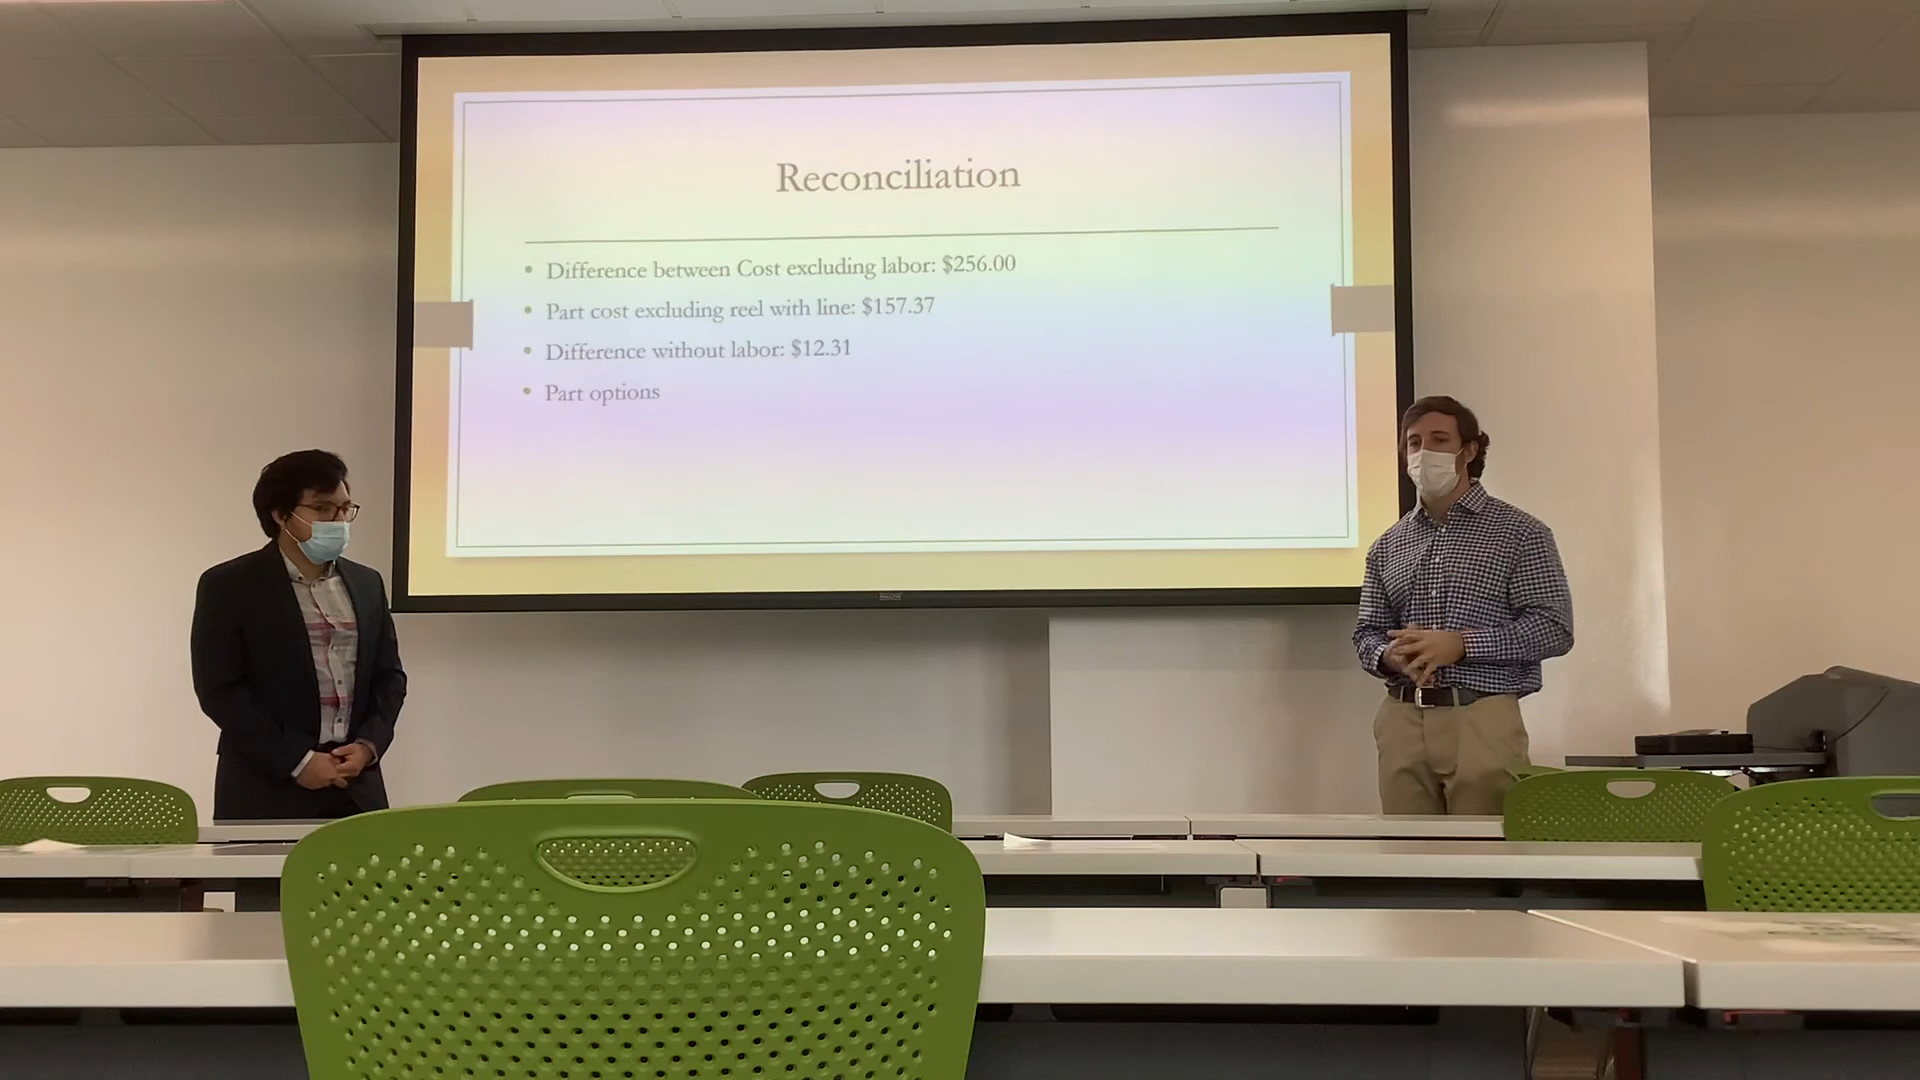 Reconciliation
• Difference between Cost excluding labor: $256.00
• Part cost excluding reel with line: $157.37
• Difference without labor: $12.31
• Part options